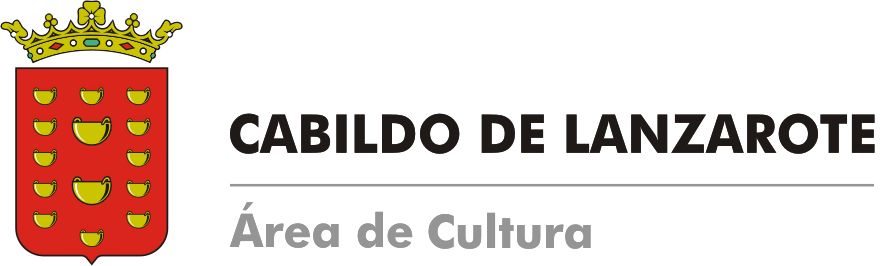 CABILDO DE LANZAROTE
Área de Cultura